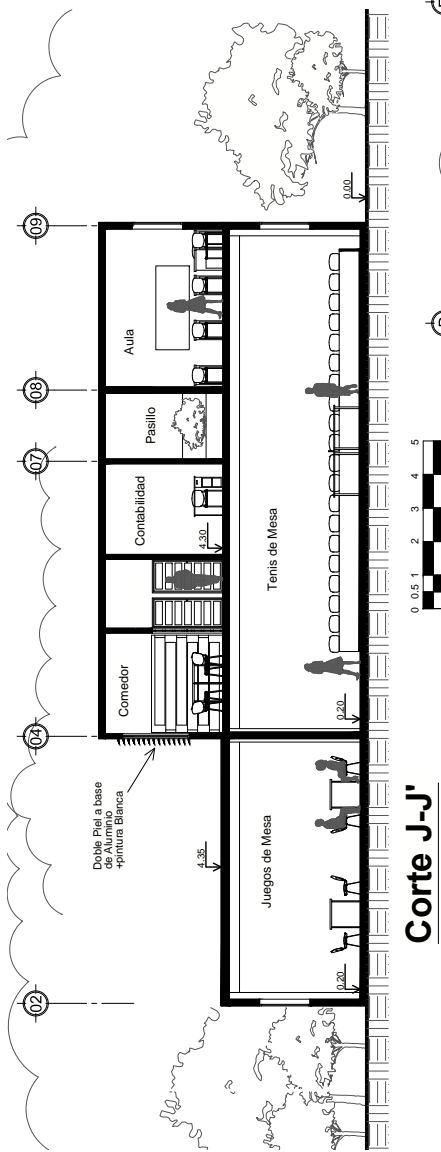 02
04
07
08
09
Doble Piel a base
de Aluminio
+pintura Blanca
Comedor
Contabilidad
Pasillo
Aula
4.30
4.35
Juegos de Mesa
Tenis de Mesa
0.20
0.20
0.00
Corte J-J'
0 0.5 1 2 3 4 5